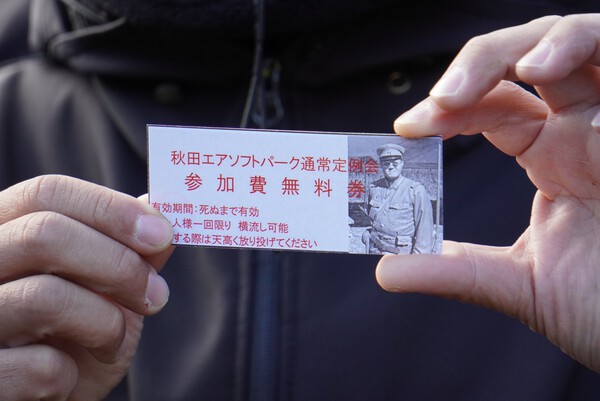 秋田エアソフトパーク通常定例会
参加費無料券
有効期間:死ぬまで有効
人様一回限り 横流し可能
する際は天高く放り投げてください